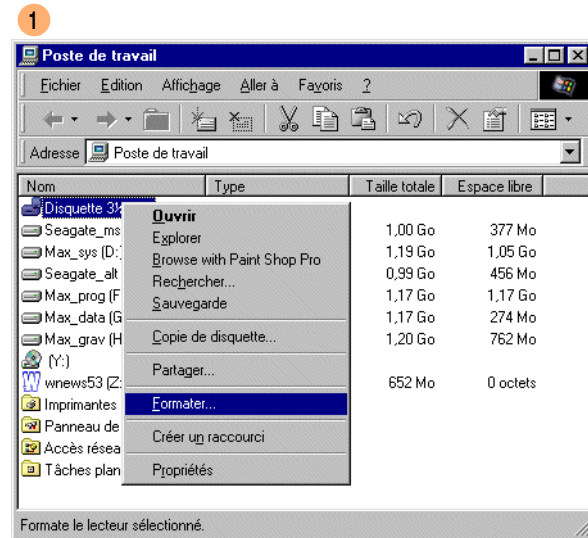 1
Poste de travail
Fichier Edition Affichage Aller à Favoris ?
Adresse Poste de travail
Nom Type Taille totale Espace libre
Disquette 3½
Seagate_ms 1,00 Go 377 Mo
Max_sys (D: 1,19 Go 1,05 Go
Seagate_alt 0,99 Go 456 Mo
Max_prog (F 1,17 Go 1,17 Go
Max_data (G 1,17 Go 274 Mo
Max_grav (H 1,20 Go 762 Mo
(Y:)
wnews53 (Z: 652 Mo 0 octets
Imprimantes
Panneau de
Accès résea
Tâches plan
Ouvrir
Explorer
Browse with Paint Shop Pro
Rechercher...
Sauvegarde
Copie de disquette...
Partager...
Formater...
Créer un raccourci
Propriétés
Formate le lecteur sélectionné.